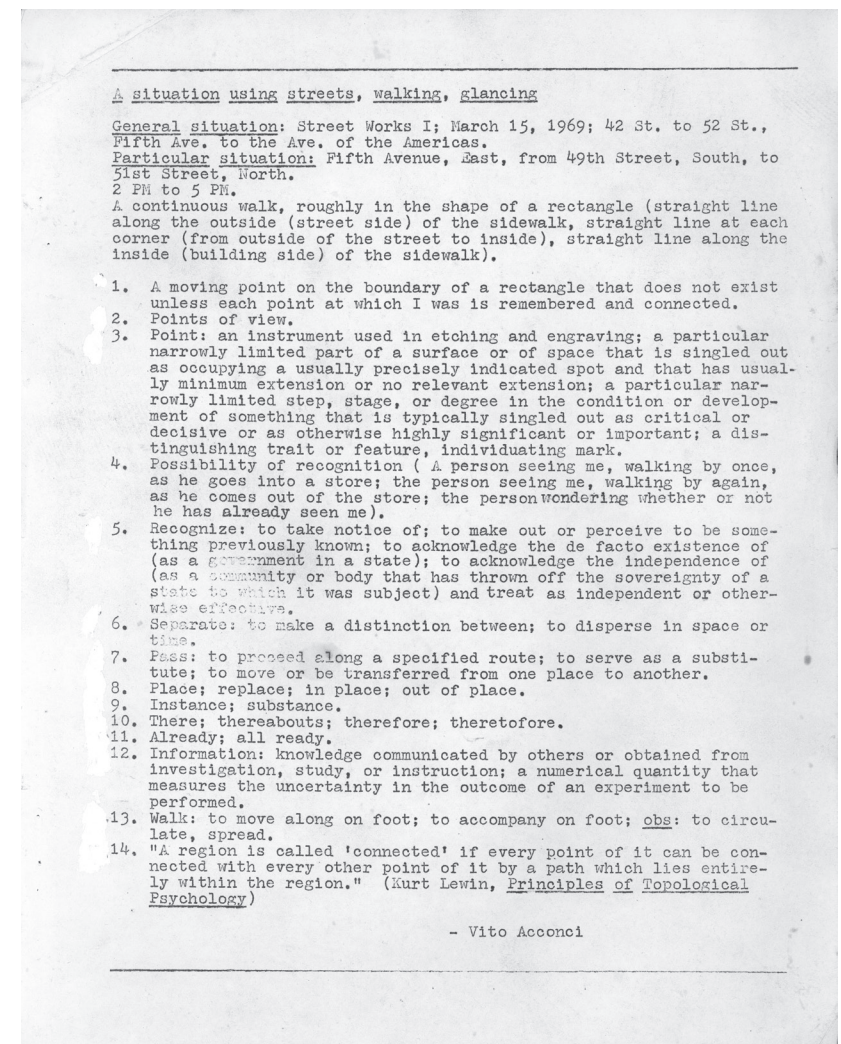 A situation using streets, walking, glancing
General situation: Street Works I; March 15, 1969; 42 St. to 52 St.,
Fifth Ave. to the Ave. of the Americas.
Particular situation: Fifth Avenue, East, from 49th Street, South, to
51st Street, North.
2 PM to 5 PM.
A continuous walk, roughly in the shape of a rectangle (straight line
along the outside (street side) of the sidewalk, straight line at each
corner (from outside of the street to inside), straight line along the
inside (building side) of the sidewalk).
1. A moving point on the boundary of a rectangle that does not exist
unless each point at which I was is remembered and connected.
2. Points of view.
3. Point: an instrument used in etching and engraving; a particular
narrowly limited part of a surface or of space that is singled out
as occupying a usually precisely indicated spot and that has usual-
ly minimum extension or no relevant extension; a particular nar-
rowly limited step, stage, or degree in the condition or develop-
ment of something that is typically singled out as critical or
decisive or as otherwise highly significant or important; a dis-
tinguishing trait or feature, individuating mark.
4. Possibility of recognition ( A person seeing me, walking by once,
as he goes into a store; the person seeing me, walking by again,
as he comes out of the store; the person wondering whether or not
he has already seen me).
5. Recognize: to take notice of; to make out or perceive to be some-
thing previously known; to acknowledge the de facto existence of
(as a government in a state); to acknowledge the independence of
(as a community or body that has thrown off the sovereignty of a
state to which it was subject) and treat as independent or other-
wise effective.
6. Separate: to make a distinction between; to disperse in space or
time.
7. Pass: to proceed along a specified route; to serve as a substi-
tute; to move or be transferred from one place to another.
8. Place; replace; in place; out of place.
9. Instance; substance.
10. There; thereabouts; therefore; theretofore.
11. Already; all ready.
12. Information: knowledge communicated by others or obtained from
investigation, study, or instruction; a numerical quantity that
measures the uncertainty in the outcome of an experiment to be
performed.
13. Walk: to move along on foot; to accompany on foot; obs: to circu-
late, spread.
14. "A region is called 'connected' if every point of it can be con-
nected with every other point of it by a path which lies entire-
ly within the region." (Kurt Lewin, Principles of Topological
Psychology)
- Vito Acconci